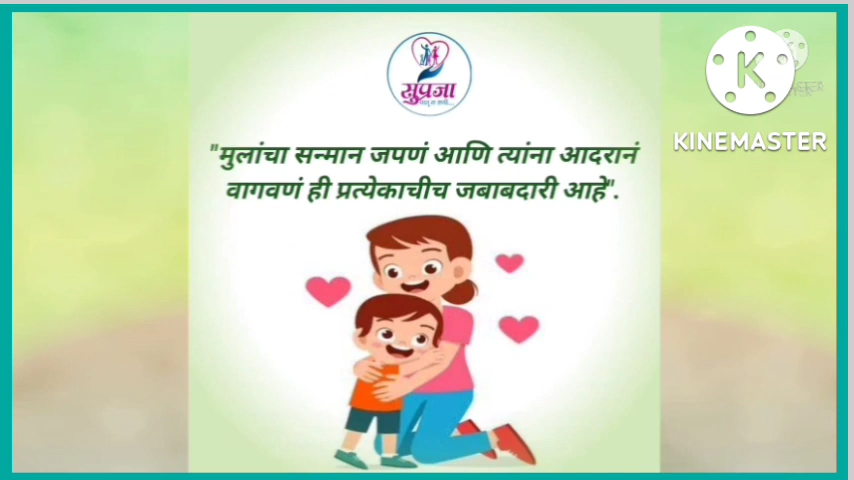 सुप्रजा
"मुलांचा सन्मान जपणं आणि त्यांना आदरानं
वागवणं ही प्रत्येकाचीच जबाबदारी आहे".
K
KINEMASTER